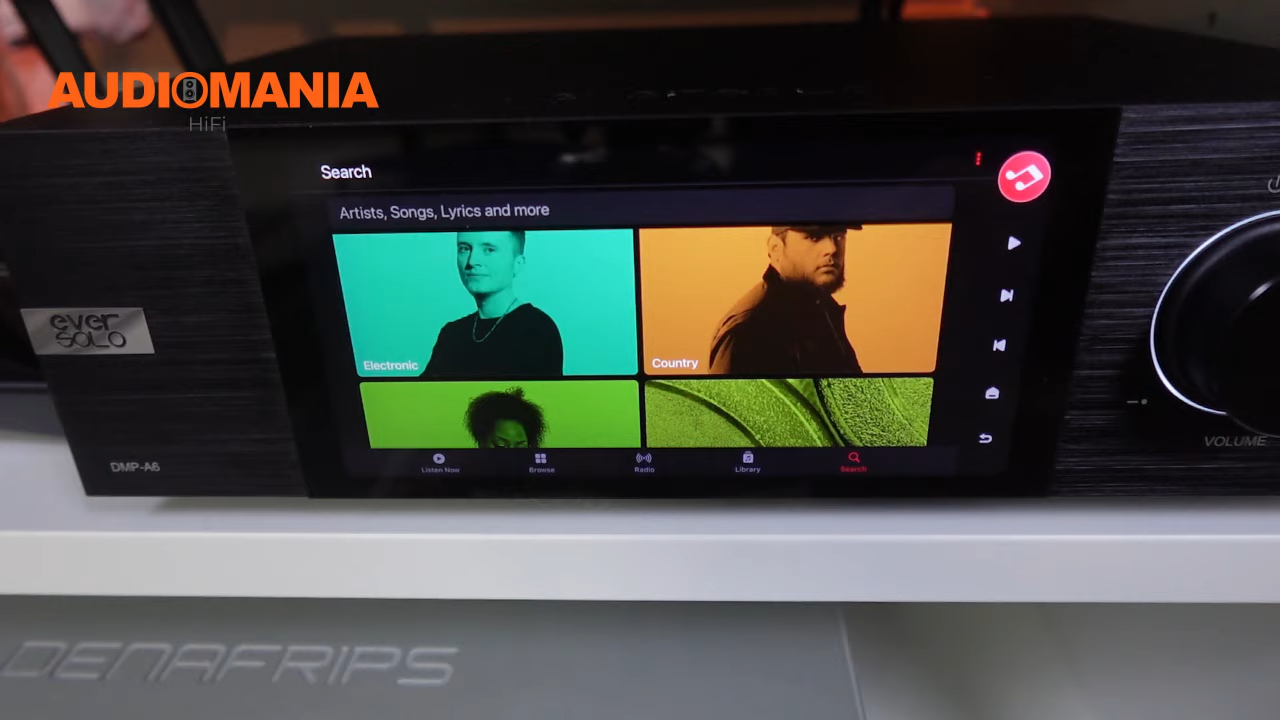 AUDIOMANIA
HiFi
Search
Artists, Songs, Lyrics and more
Electronic
Country
Listen Now
Browse
Radio
Library
Search
ever
SOLO
DMP-A6
VOLUME
DENAFRIPS